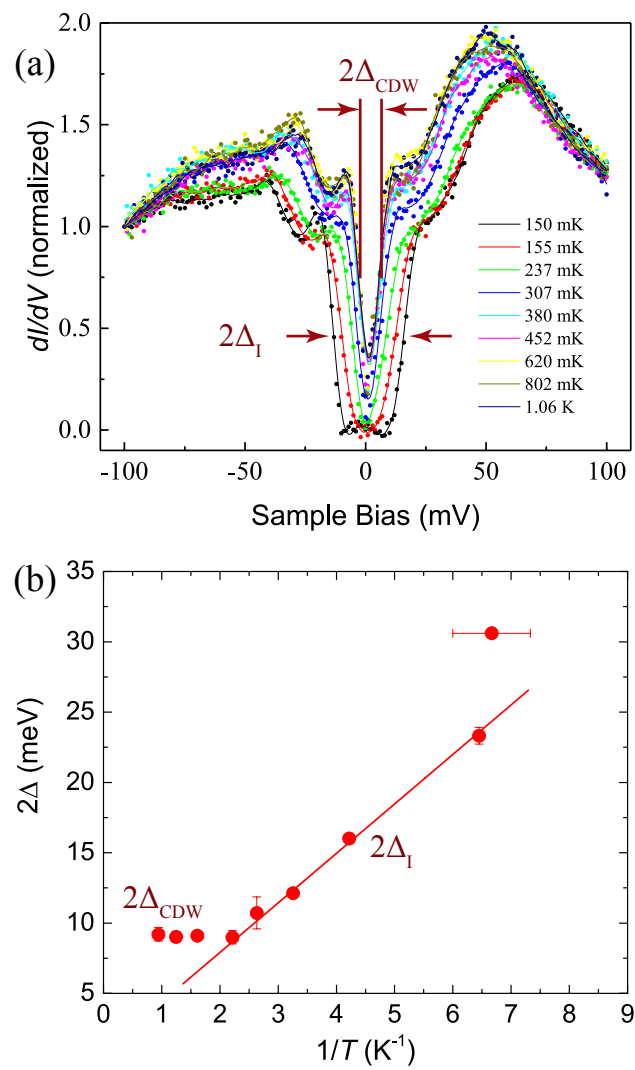 (a)
2Δ_CDW
2Δ_I
dI/dV (normalized)
2.0
1.5
1.0
0.5
0.0
150 mK
155 mK
237 mK
307 mK
380 mK
452 mK
620 mK
802 mK
1.06 K
-100 -50 0 50 100
Sample Bias (mV)
(b)
2Δ (meV)
35
30
25
20
15
10
5
2Δ_I
2Δ_CDW
0 1 2 3 4 5 6 7 8 9
1/T (K⁻¹)